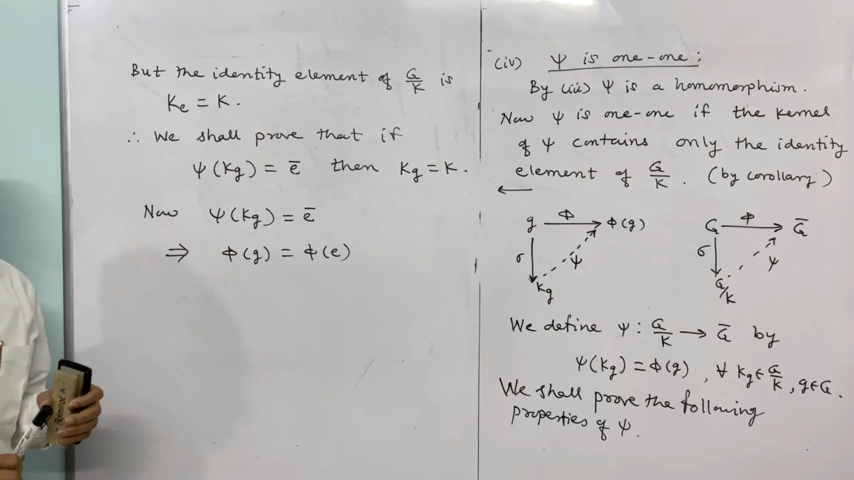 But the identity element of G/K is
Ke = K.
∴ We shall prove that if
Ψ(Kg) = ē then Kg = K.
Now Ψ(Kg) = ē
⇒ Φ(g) = Φ(e)
(iv) Ψ is one-one:
By (iii) Ψ is a homomorphism.
Now Ψ is one-one if the kernel
of Ψ contains only the identity
element of G/K. (by corollary)
g Φ Φ(g) G Φ G̅
σ Ψ σ Ψ
Kg G/K
We define Ψ : G/K → G̅ by
Ψ(Kg) = Φ(g), ∀ Kg ∈ G/K, g ∈ G.
We shall prove the following
properties of Ψ.